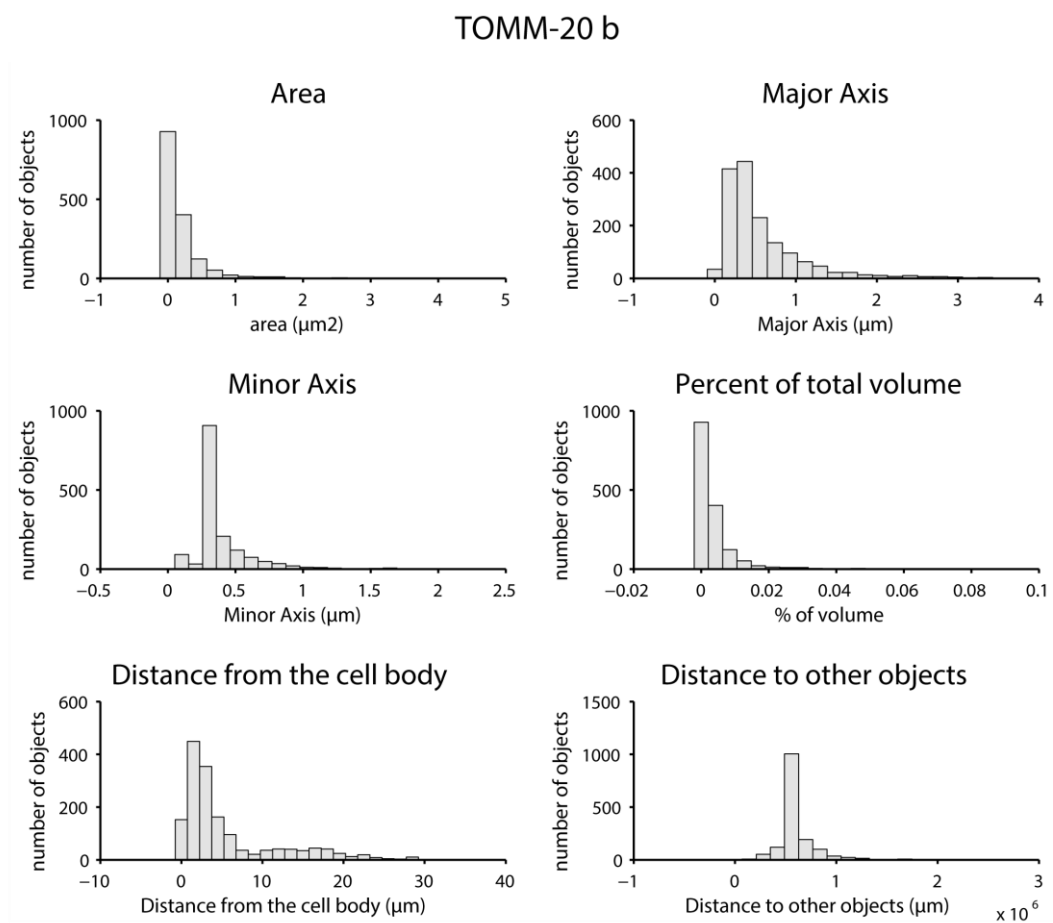 TOMM-20 b
Area
number of objects
1000
500
0
−1 0 1 2 3 4 5
area (μm2)
Major Axis
number of objects
600
400
200
0
−1 0 1 2 3 4
Major Axis (μm)
Minor Axis
number of objects
1000
500
0
−0.5 0 0.5 1 1.5 2 2.5
Minor Axis (μm)
Percent of total volume
number of objects
1000
500
0
−0.02 0 0.02 0.04 0.06 0.08 0.1
% of volume
Distance from the cell body
number of objects
600
400
200
0
−10 0 10 20 30 40
Distance from the cell body (μm)
Distance to other objects
number of objects
1500
1000
500
0
−1 0 1 2 3
Distance to other objects (μm)
x 10 6